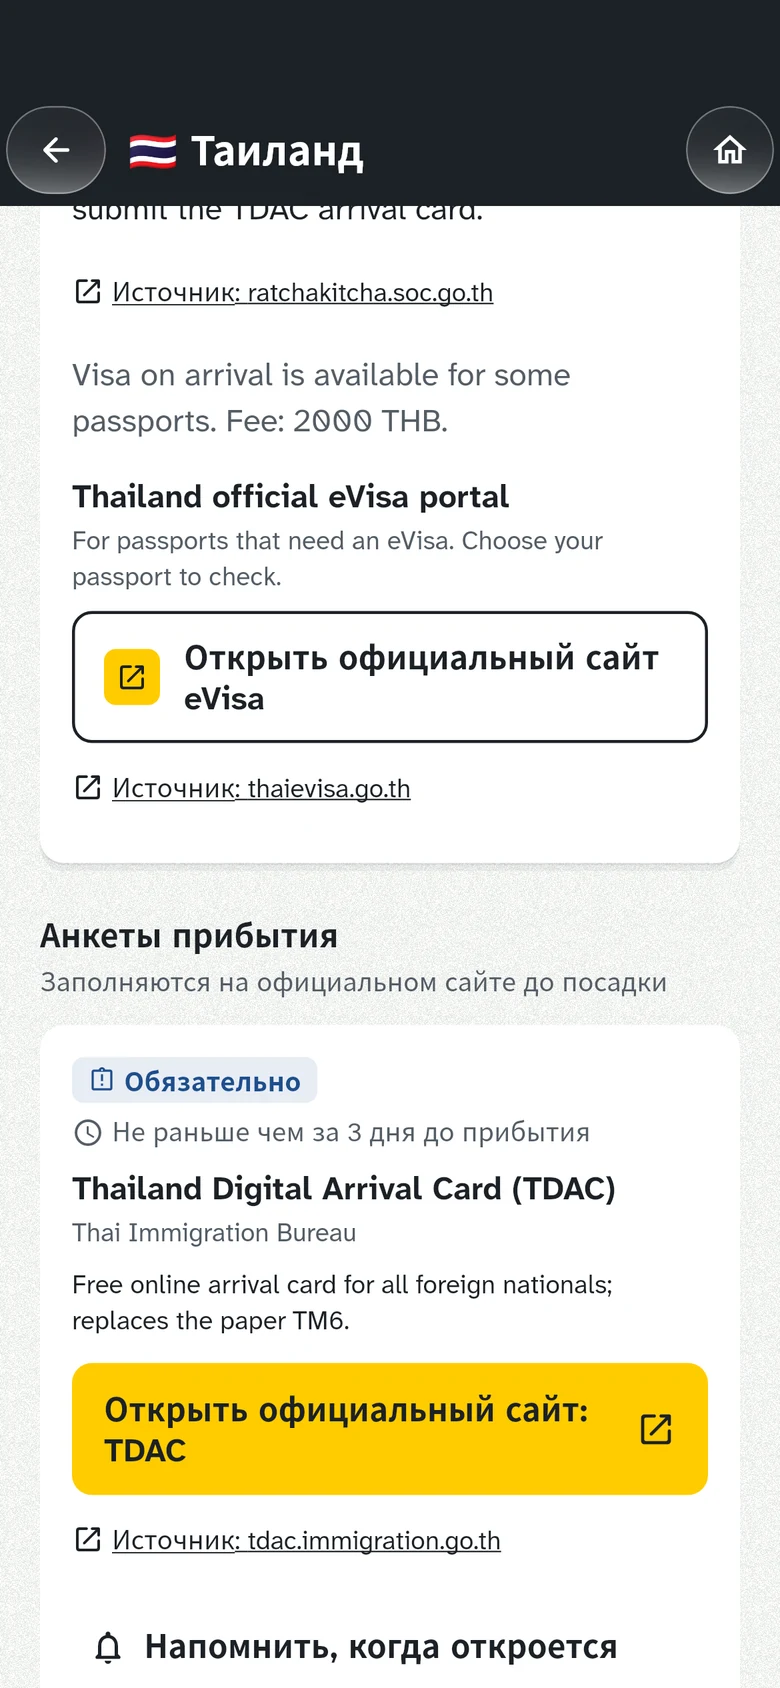 Таиланд
submit the TDAC arrival card.
Источник: ratchakitcha.soc.go.th
Visa on arrival is available for some
passports. Fee: 2000 THB.
Thailand official eVisa portal
For passports that need an eVisa. Choose your
passport to check.
Открыть официальный сайт
eVisa
Источник: thaievisa.go.th
Анкеты прибытия
Заполняются на официальном сайте до посадки
Обязательно
Не раньше чем за 3 дня до прибытия
Thailand Digital Arrival Card (TDAC)
Thai Immigration Bureau
Free online arrival card for all foreign nationals;
replaces the paper TM6.
Открыть официальный сайт:
TDAC
Источник: tdac.immigration.go.th
Напомнить, когда откроется